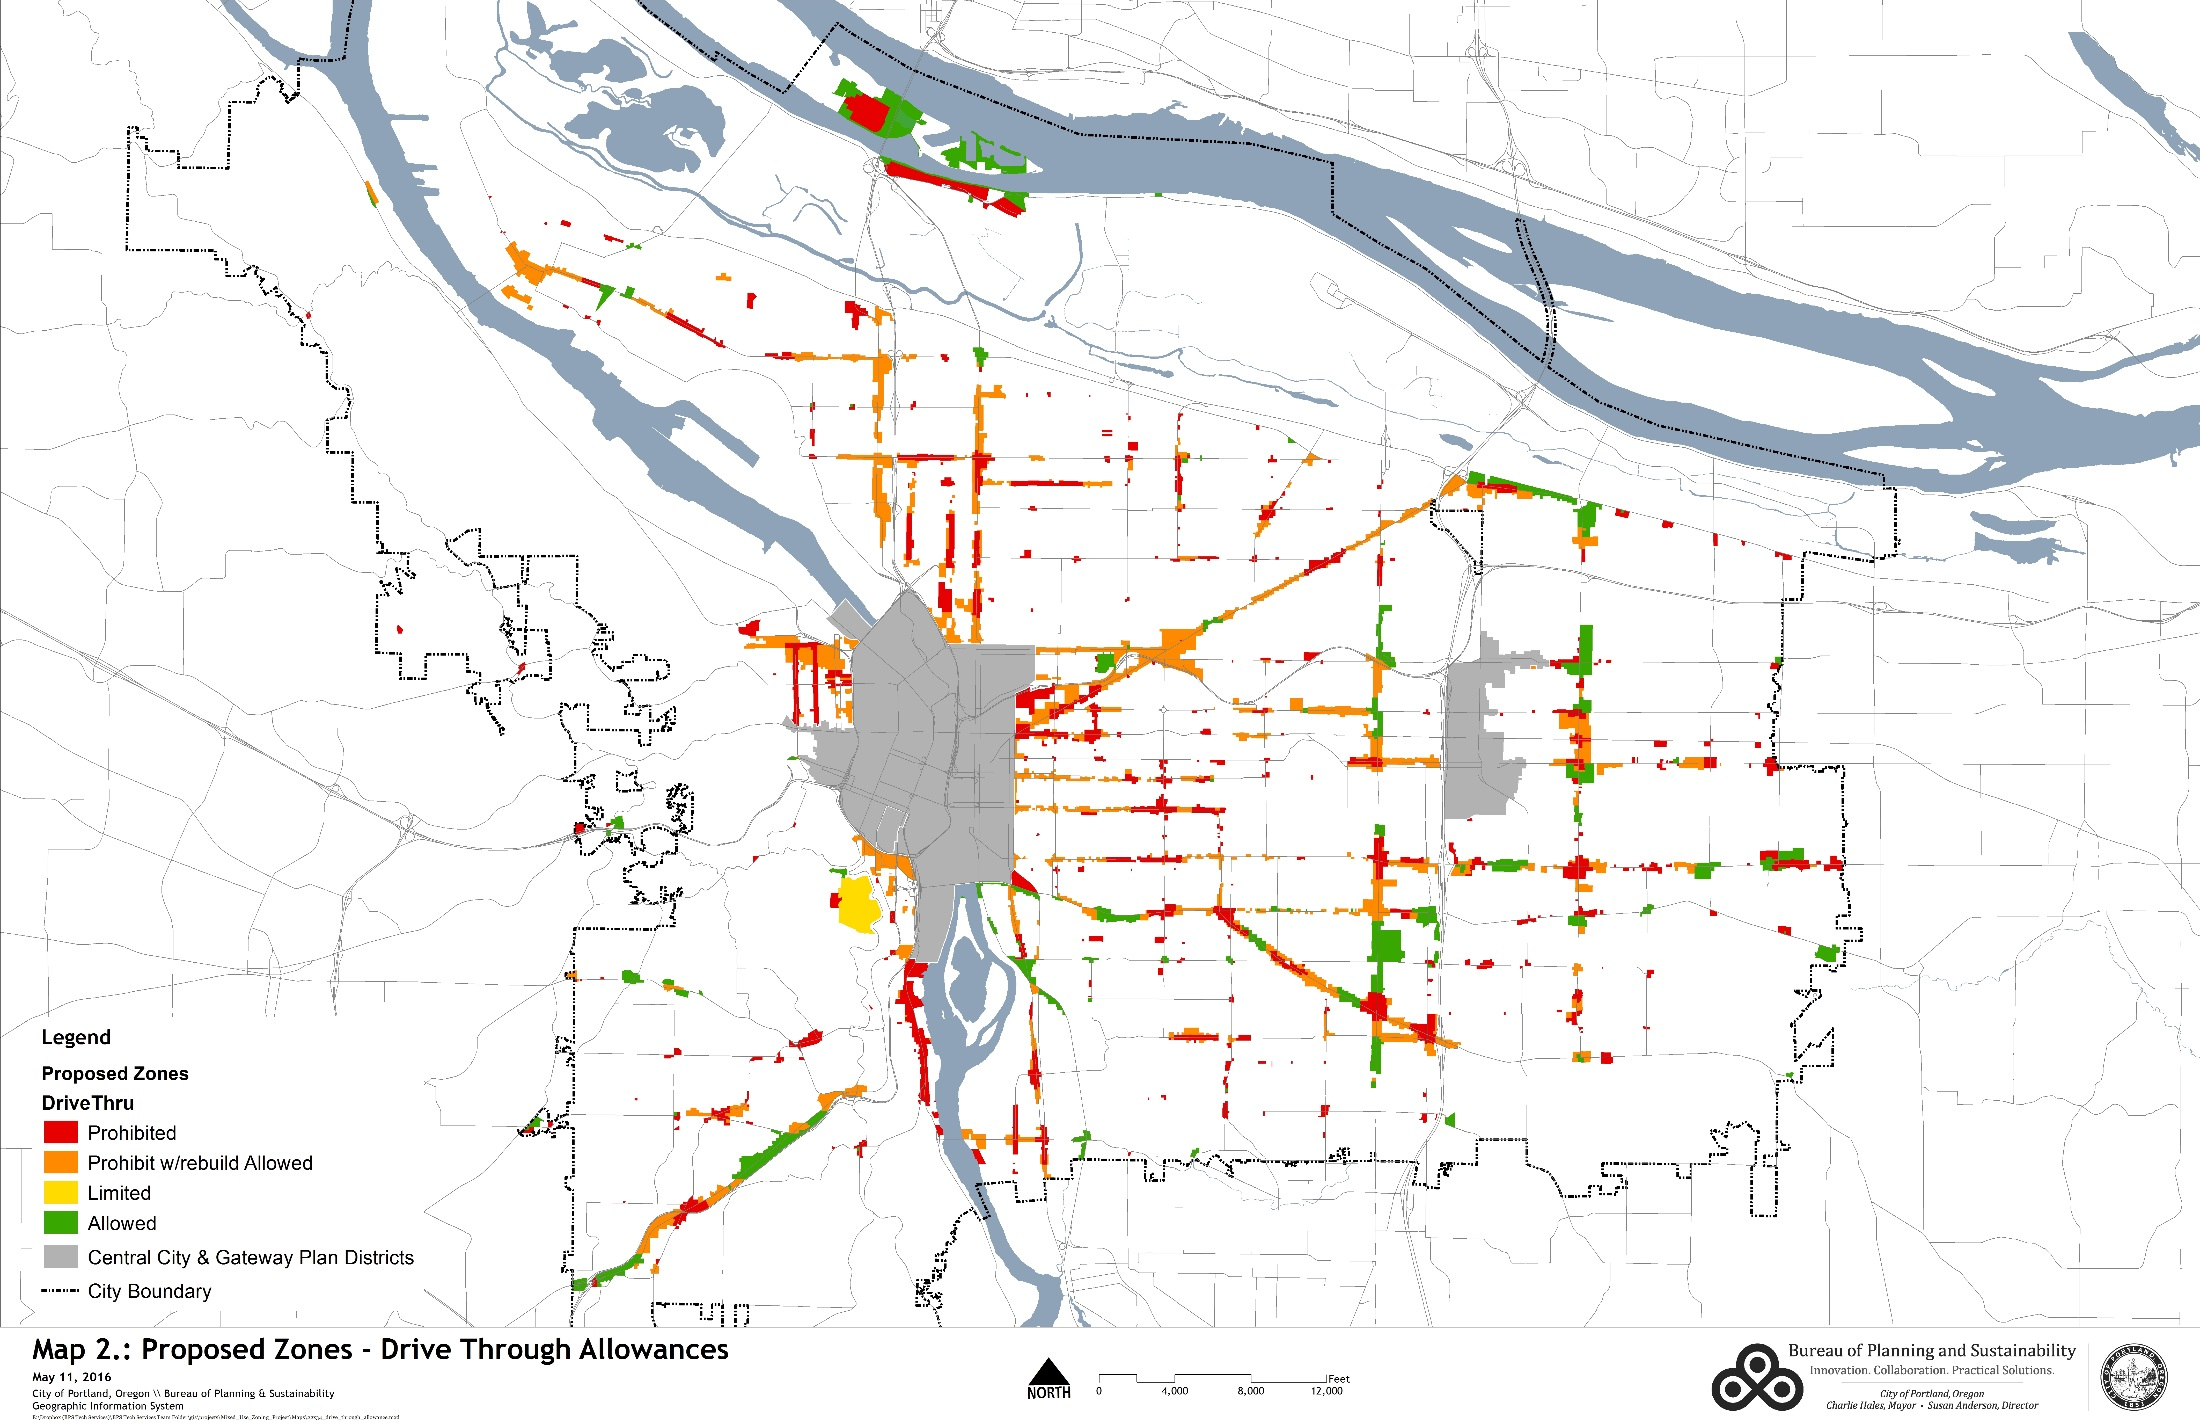 Legend
Proposed Zones
DriveThru
Prohibited
Prohibit w/rebuild Allowed
Limited
Allowed
Central City & Gateway Plan Districts
City Boundary
Map 2.: Proposed Zones - Drive Through Allowances
May 11, 2016
City of Portland, Oregon \\ Bureau of Planning & Sustainability
Geographic Information System
NORTH
Feet
0 4,000 8,000 12,000
Bureau of Planning and Sustainability
Innovation. Collaboration. Practical Solutions.
City of Portland, Oregon
Charlie Hales, Mayor • Susan Anderson, Director